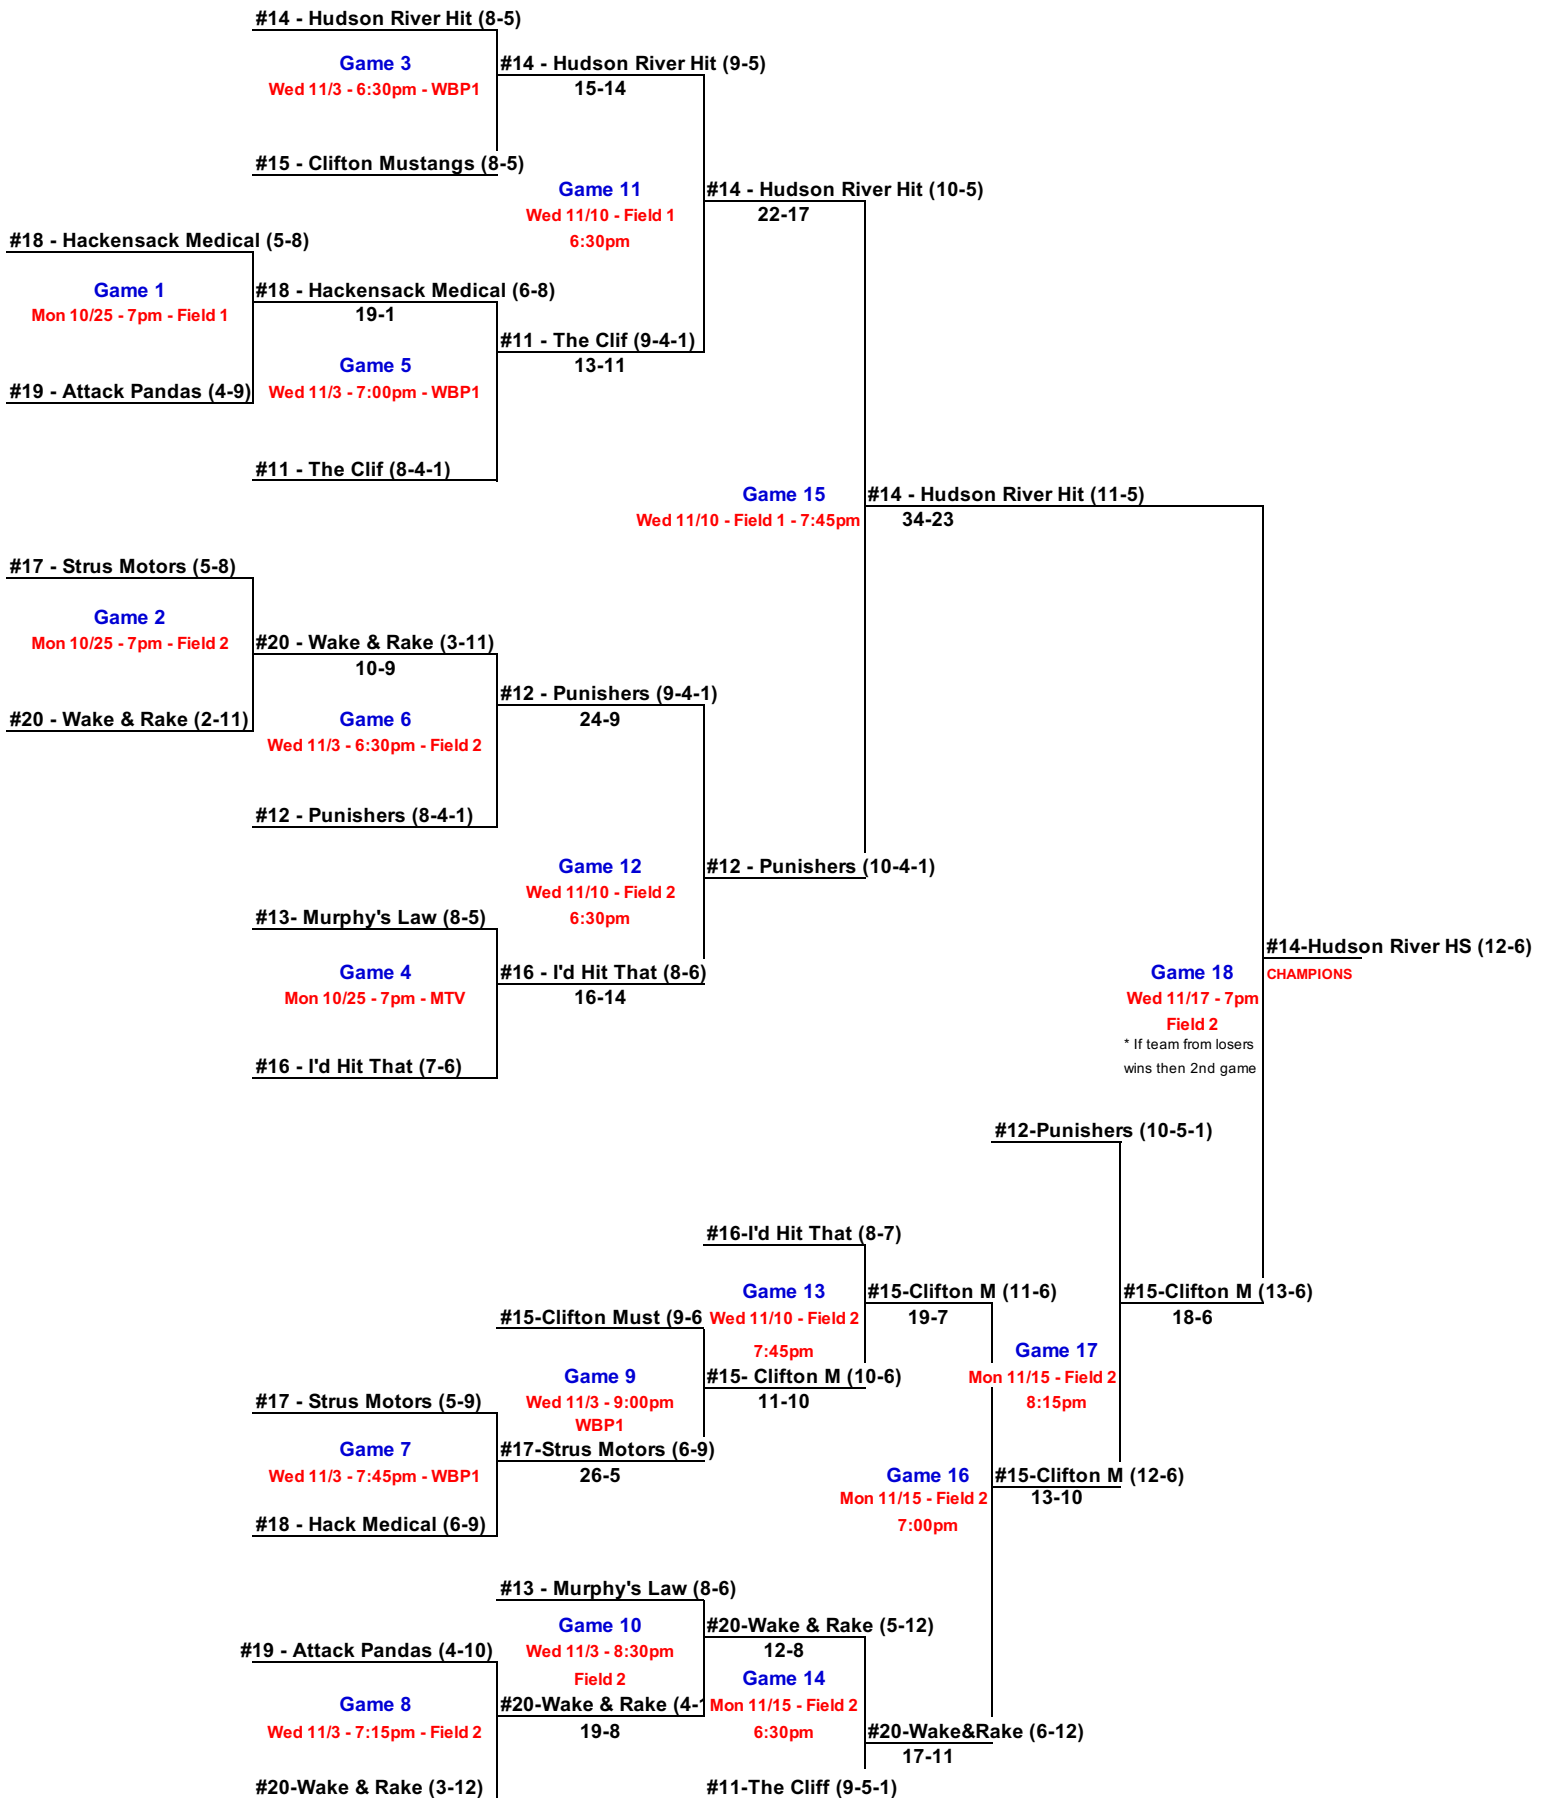 #14 - Hudson River Hit (8-5)
Game 3
#14 - Hudson River Hit (9-5)
Wed 11/3 - 6:30pm - WBP1
15-14
#15 - Clifton Mustangs (8-5)
Game 11
#14 - Hudson River Hit (10-5)
Wed 11/10 - Field 1
22-17
6:30pm
#18 - Hackensack Medical (5-8)
Game 1
#18 - Hackensack Medical (6-8)
Mon 10/25 - 7pm - Field 1
19-1
#11 - The Clif (9-4-1)
Game 5
13-11
#19 - Attack Pandas (4-9)
Wed 11/3 - 7:00pm - WBP1
#11 - The Clif (8-4-1)
Game 15
#14 - Hudson River Hit (11-5)
Wed 11/10 - Field 1 - 7:45pm
34-23
#17 - Strus Motors (5-8)
Game 2
Mon 10/25 - 7pm - Field 2
#20 - Wake & Rake (3-11)
10-9
#12 - Punishers (9-4-1)
#20 - Wake & Rake (2-11)
Game 6
24-9
Wed 11/3 - 6:30pm - Field 2
#12 - Punishers (8-4-1)
Game 12
#12 - Punishers (10-4-1)
Wed 11/10 - Field 2
#13- Murphy's Law (8-5)
6:30pm
#14-Hudson River HS (12-6)
Game 4
#16 - I'd Hit That (8-6)
Game 18
CHAMPIONS
Mon 10/25 - 7pm - MTV
16-14
Wed 11/17 - 7pm
Field 2
* If team from losers
#16 - I'd Hit That (7-6)
wins then 2nd game
#12-Punishers (10-5-1)
#16-I'd Hit That (8-7)
Game 13
#15-Clifton M (11-6)
#15-Clifton M (13-6)
#15-Clifton Must (9-6
Wed 11/10 - Field 2
19-7
18-6
7:45pm
Game 17
Game 9
#15- Clifton M (10-6)
Mon 11/15 - Field 2
#17 - Strus Motors (5-9)
Wed 11/3 - 9:00pm
11-10
8:15pm
WBP1
Game 7
#17-Strus Motors (6-9)
Wed 11/3 - 7:45pm - WBP1
26-5
Game 16
#15-Clifton M (12-6)
Mon 11/15 - Field 2
13-10
#18 - Hack Medical (6-9)
7:00pm
#13 - Murphy's Law (8-6)
Game 10
#20-Wake & Rake (5-12)
#19 - Attack Pandas (4-10)
Wed 11/3 - 8:30pm
12-8
Field 2
Game 14
Game 8
#20-Wake & Rake (4-
Mon 11/15 - Field 2
Wed 11/3 - 7:15pm - Field 2
19-8
6:30pm
#20-Wake&Rake (6-12)
17-11
#20-Wake & Rake (3-12)
#11-The Cliff (9-5-1)